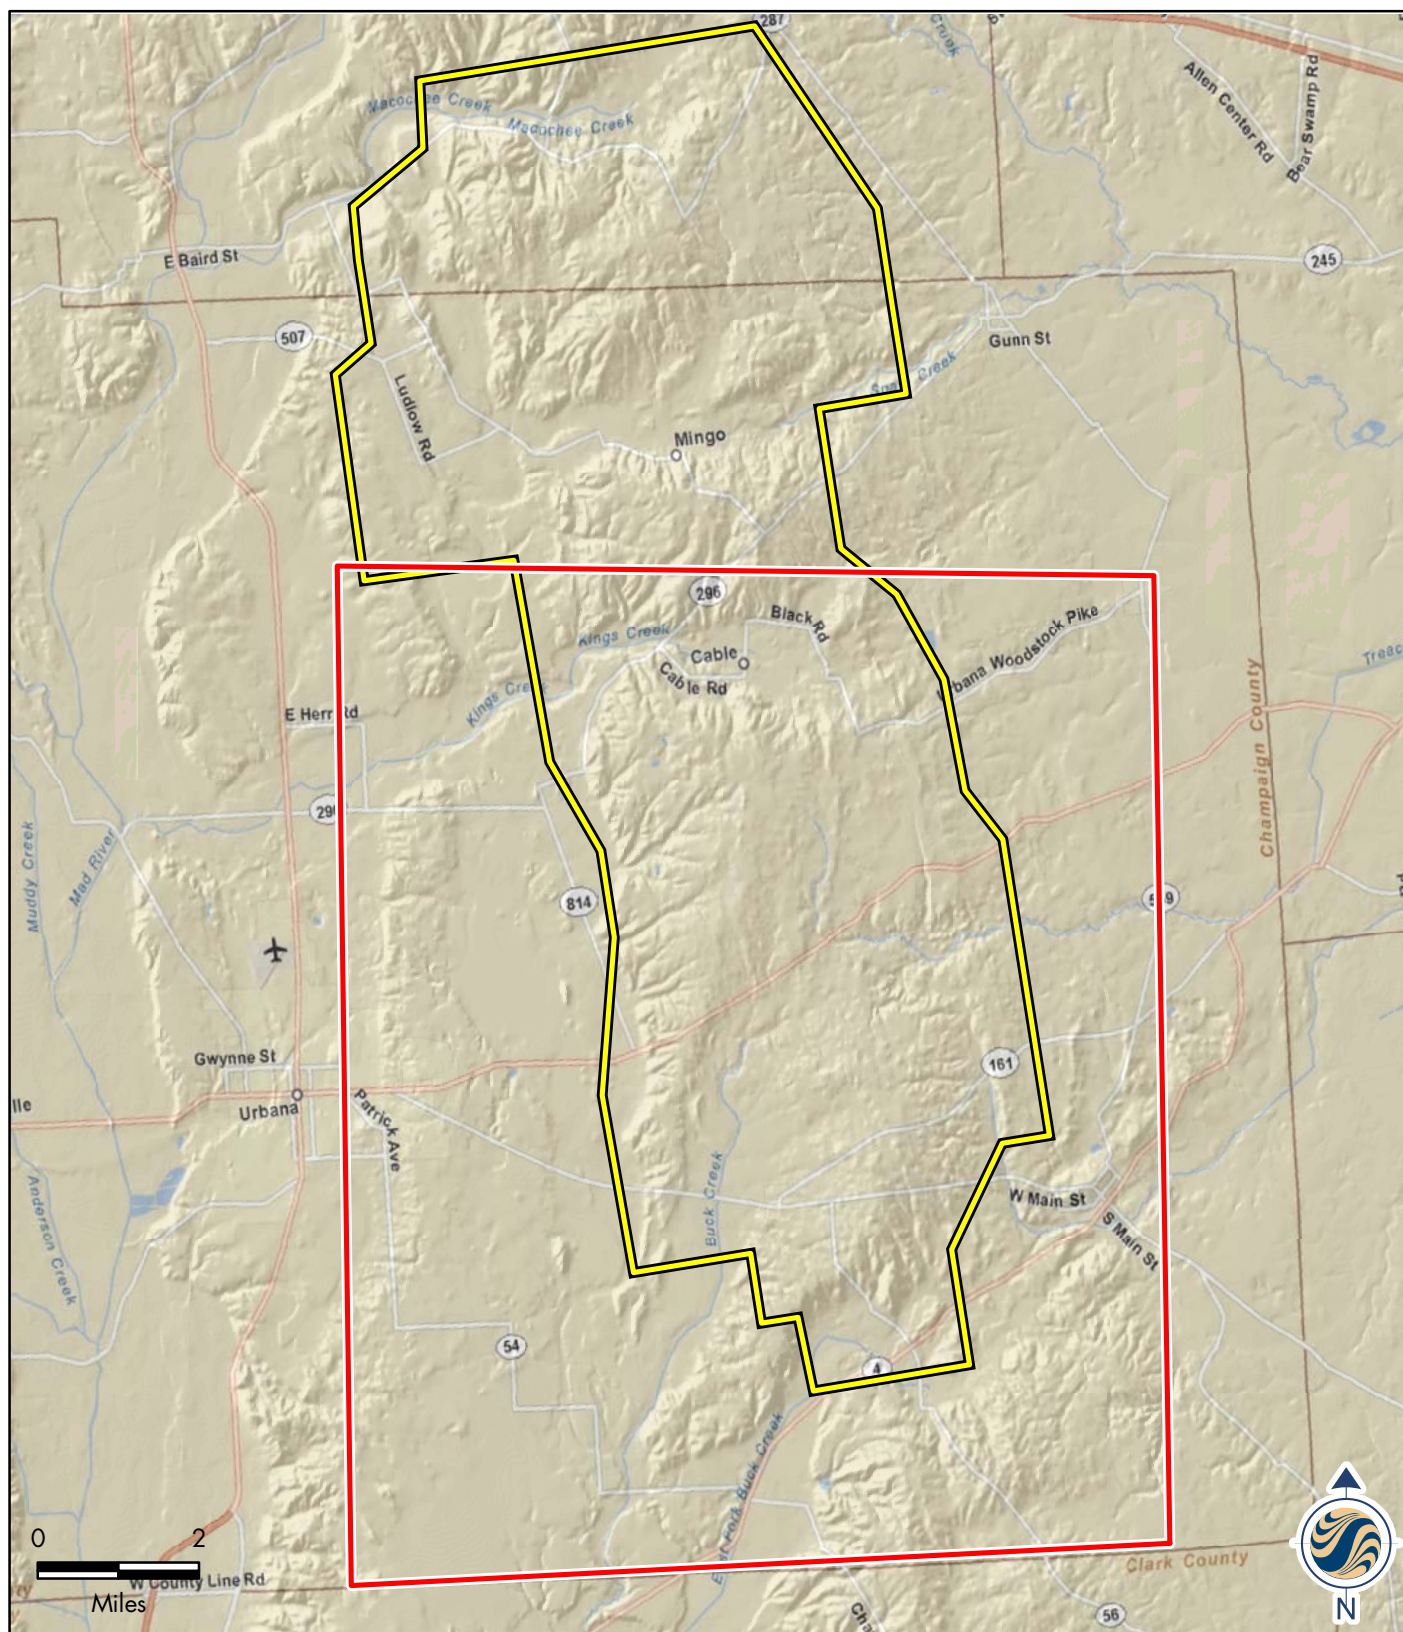 287
Creek
Allen Center Rd
Bear Swamp Rd
Macochee Creek
Macochee Creek
E Baird St
245
507
Gunn St
Creek
Ludlow Rd
Mingo
296
Black Rd
Kings Creek
Cable
Cable Rd
Urbana Woodstock Pike
Kings Creek
E Herr Rd
Champaign County
Muddy Creek
Mad River
814
Gwynne St
161
Urbana
Patrick Ave
Anderson Creek
Buck Creek
W Main St
S Main St
54
4
East Fork Buck Creek
0
2
Miles
W County Line Rd
Clark County
56
N